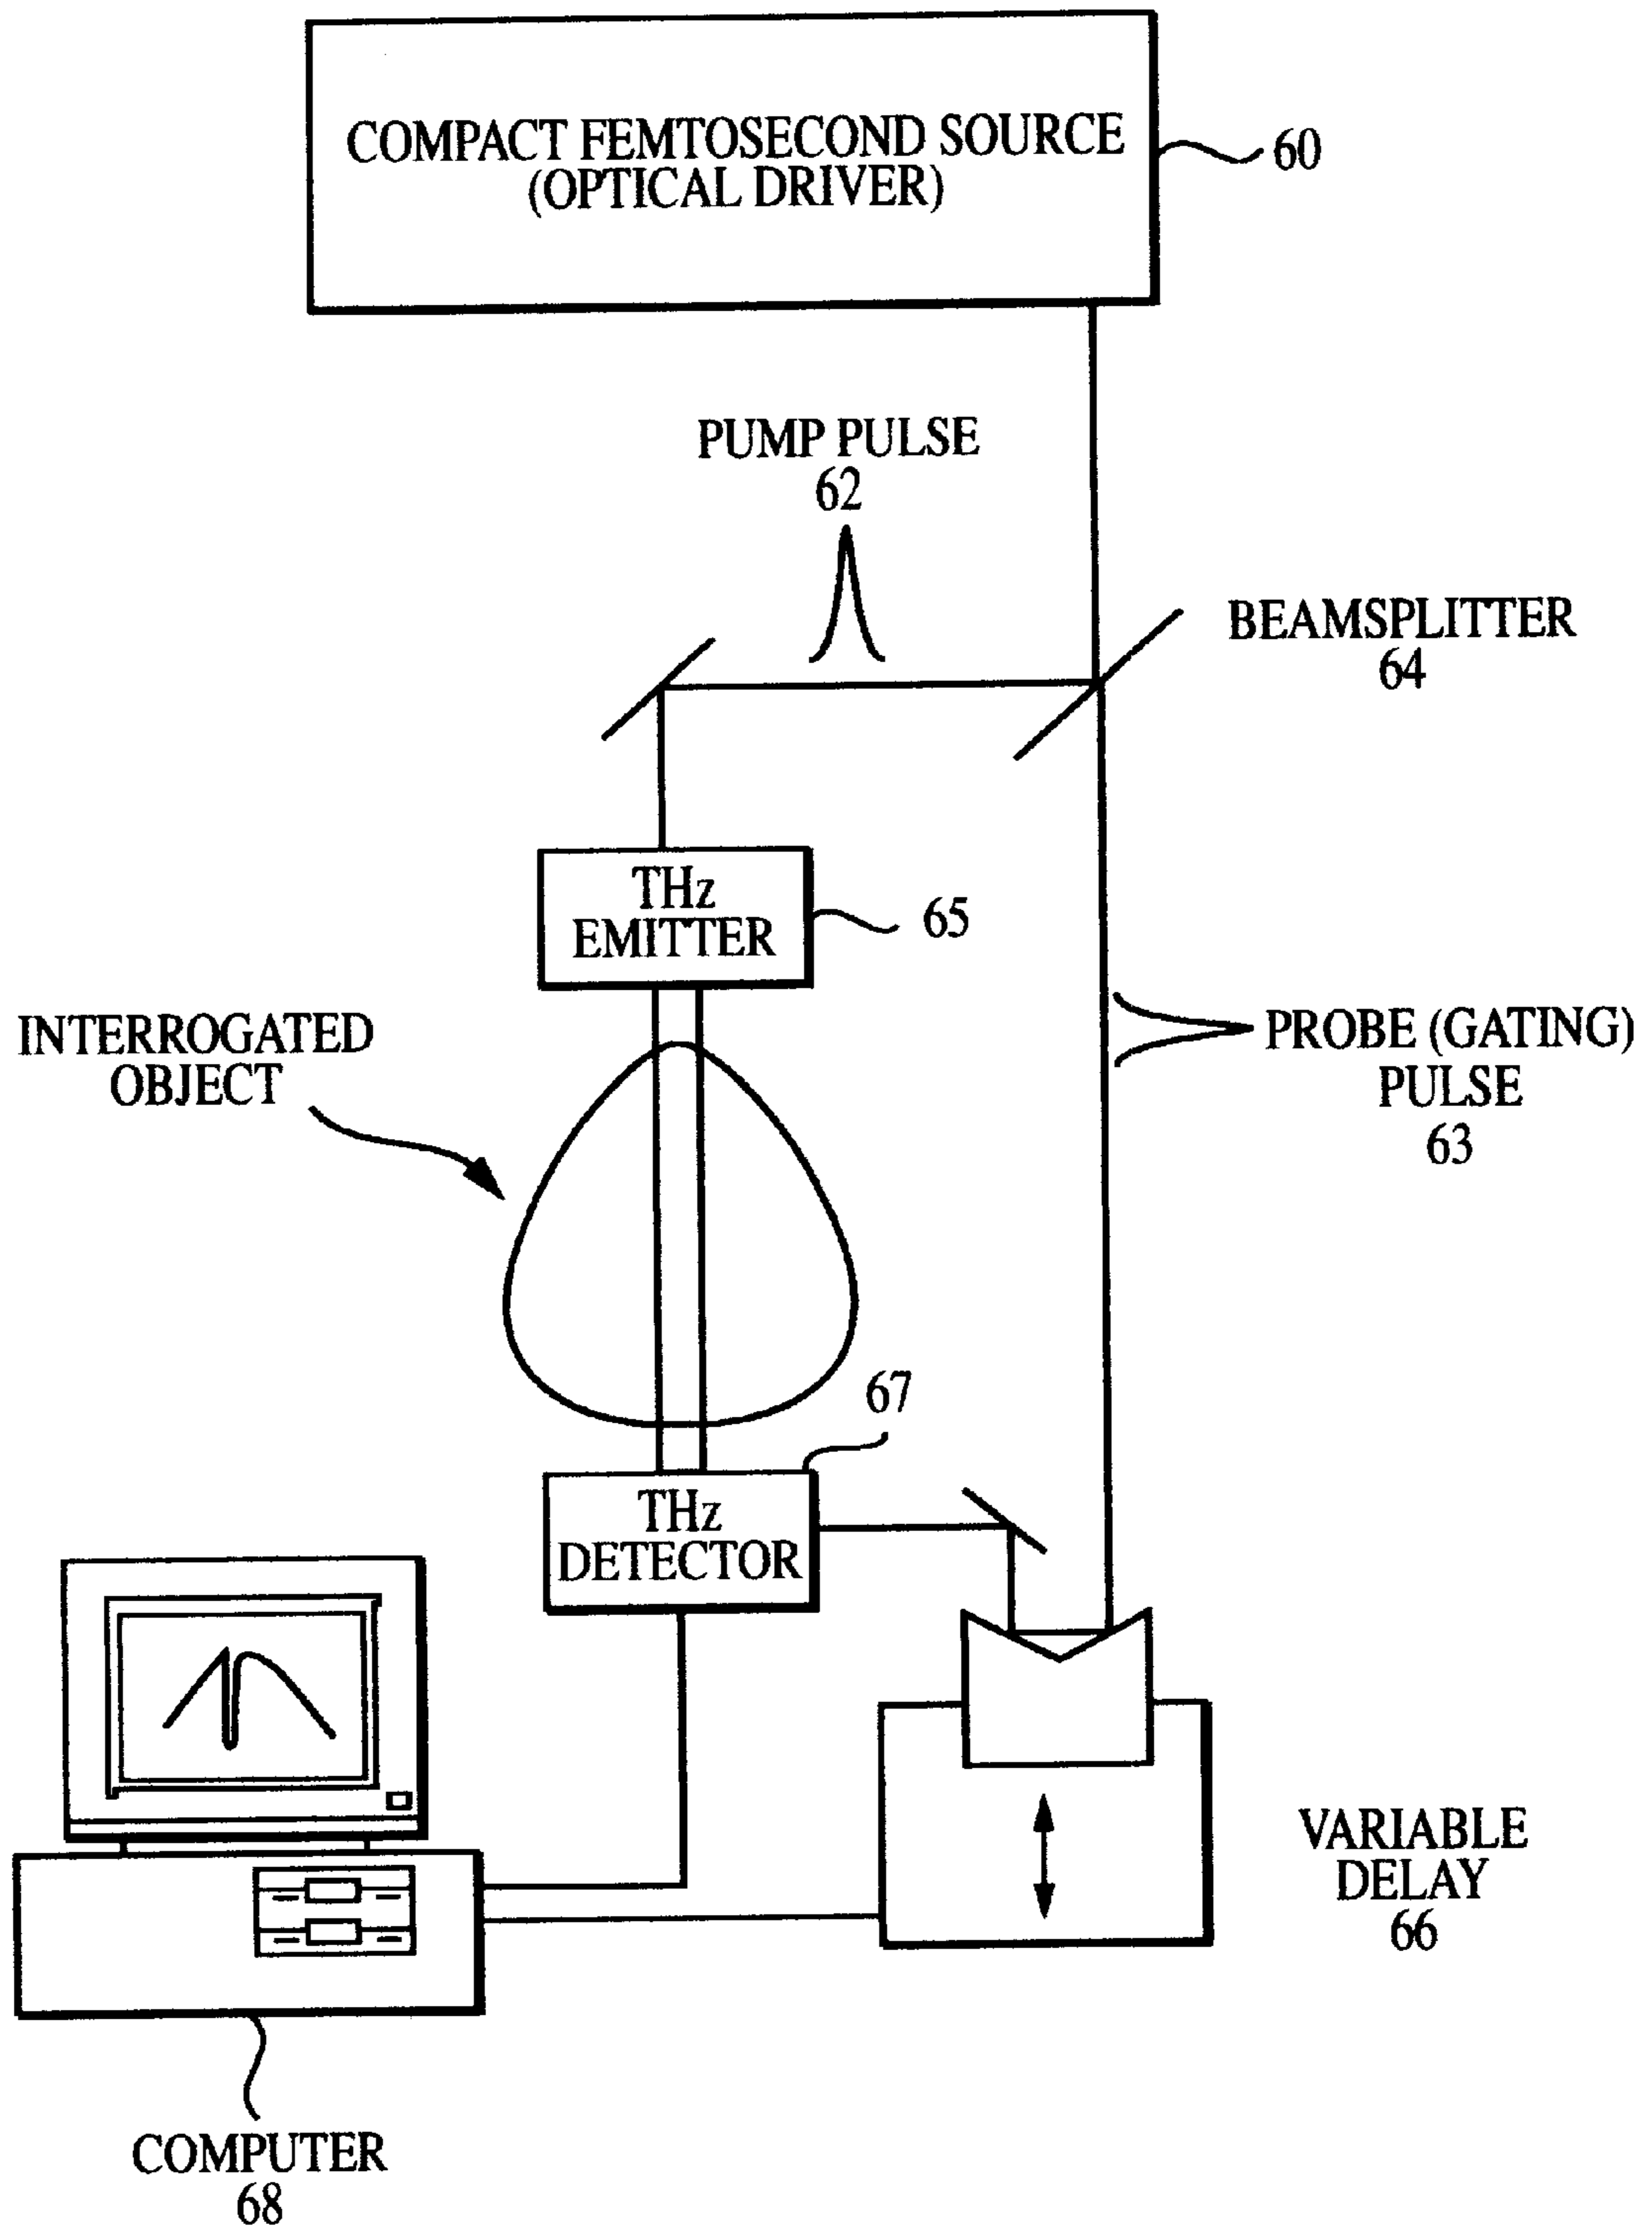 COMPACT FEMTOSECOND SOURCE
(OPTICAL DRIVER)
60
PUMP PULSE
62
BEAMSPLITTER
64
THz
EMITTER
65
INTERROGATED
OBJECT
PROBE (GATING)
PULSE
63
67
THz
DETECTOR
VARIABLE
DELAY
66
COMPUTER
68